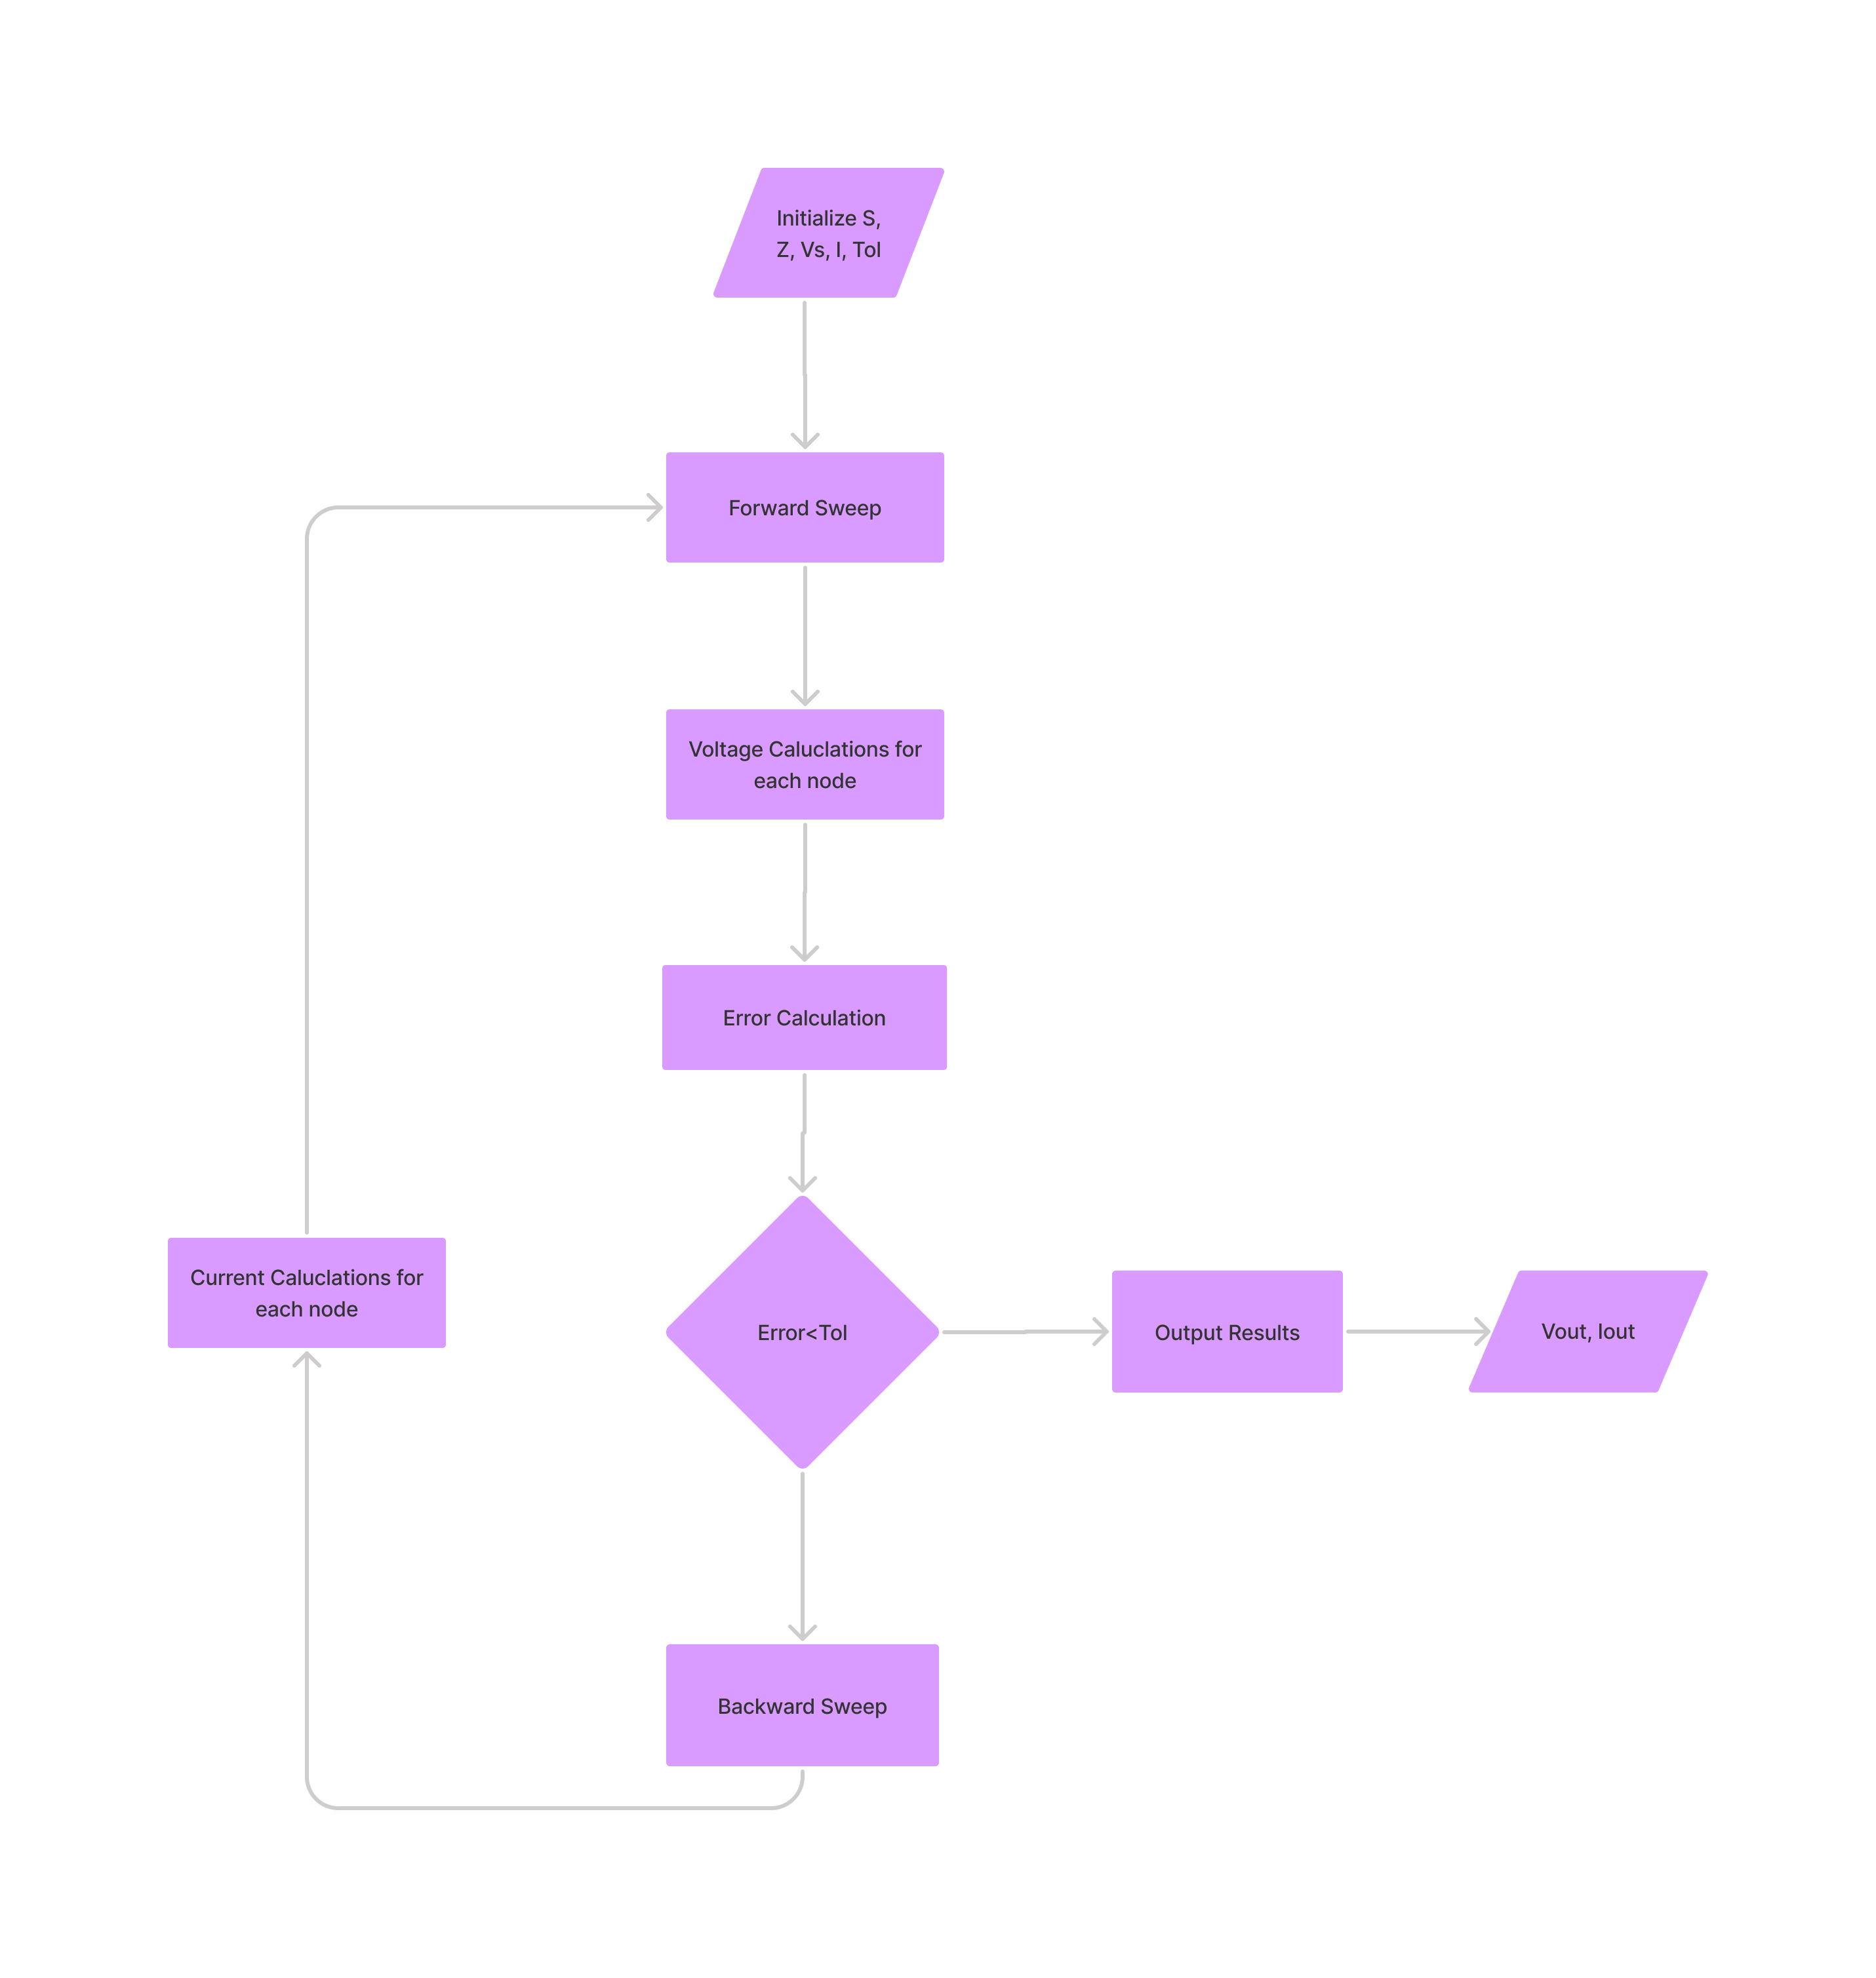 Initialize S,
Z, Vs, I, Tol
Forward Sweep
Voltage Caluclations for
each node
Error Calculation
Current Caluclations for
each node
Error<Tol
Output Results
Vout, Iout
Backward Sweep